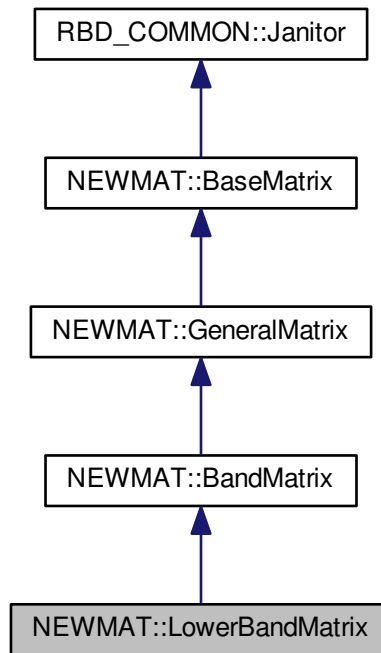 RBD_COMMON::Janitor
NEWMAT::BaseMatrix
NEWMAT::GeneralMatrix
NEWMAT::BandMatrix
NEWMAT::LowerBandMatrix